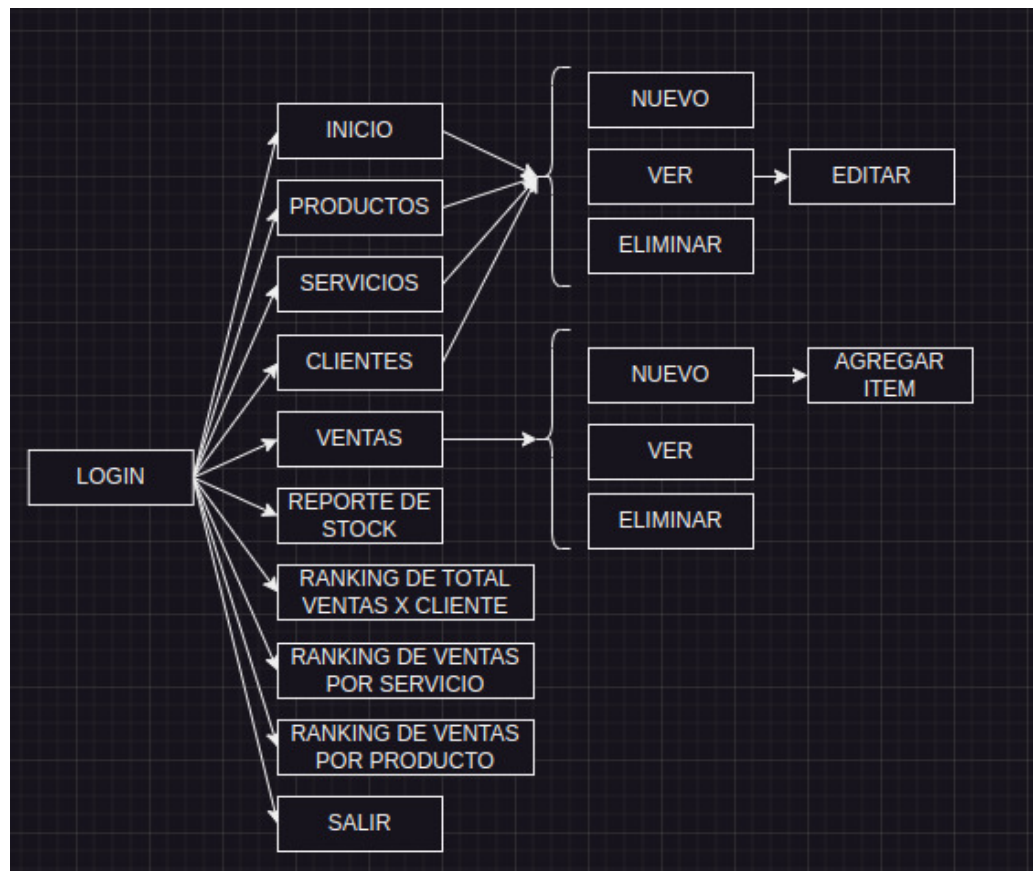 LOGIN
INICIO
PRODUCTOS
SERVICIOS
CLIENTES
VENTAS
REPORTE DE
STOCK
RANKING DE TOTAL
VENTAS X CLIENTE
RANKING DE VENTAS
POR SERVICIO
RANKING DE VENTAS
POR PRODUCTO
SALIR
NUEVO
VER
EDITAR
ELIMINAR
NUEVO
AGREGAR
ITEM
VER
ELIMINAR